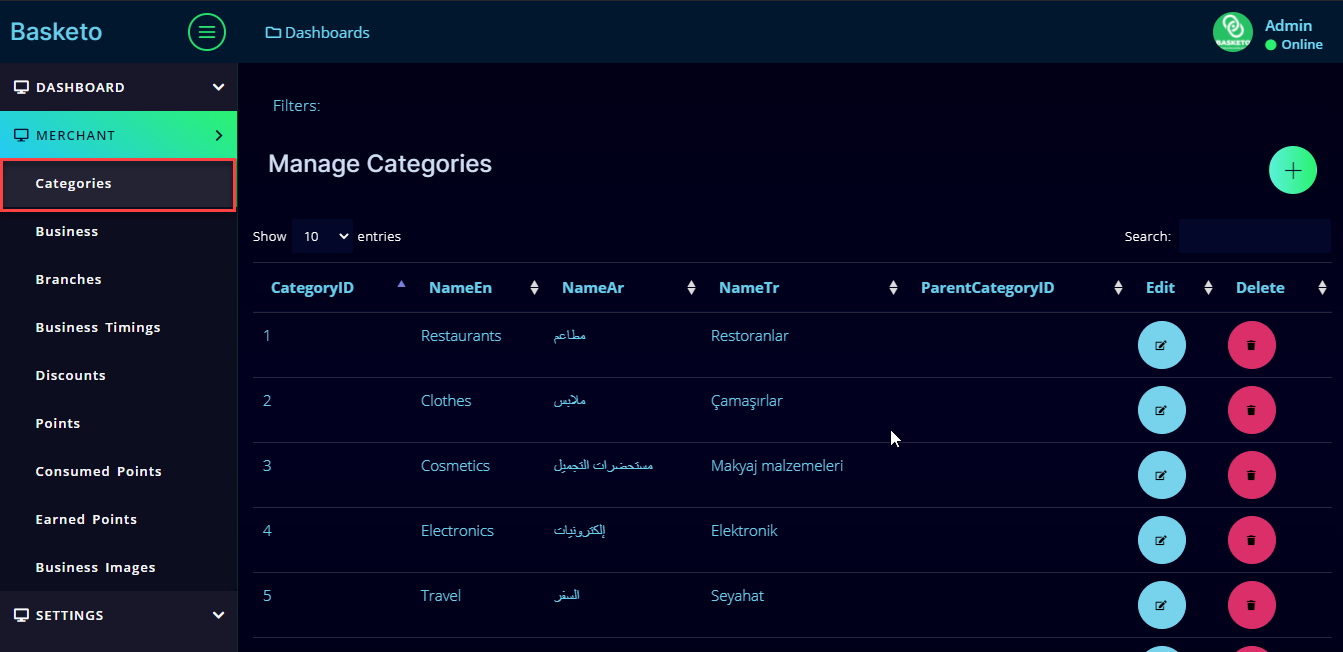 Basketo
Dashboards
BASKETO
Admin
Online
DASHBOARD
MERCHANT
Categories
Business
Branches
Business Timings
Discounts
Points
Consumed Points
Earned Points
Business Images
SETTINGS
Filters:
Manage Categories
Show 10 entries
Search:
CategoryID NameEn NameAr NameTr ParentCategoryID Edit Delete
1 Restaurants مطاعم Restoranlar
2 Clothes ملابس Çamaşırlar
3 Cosmetics مستحضرات التجميل Makyaj malzemeleri
4 Electronics إلكترونيات Elektronik
5 Travel السفر Seyahat